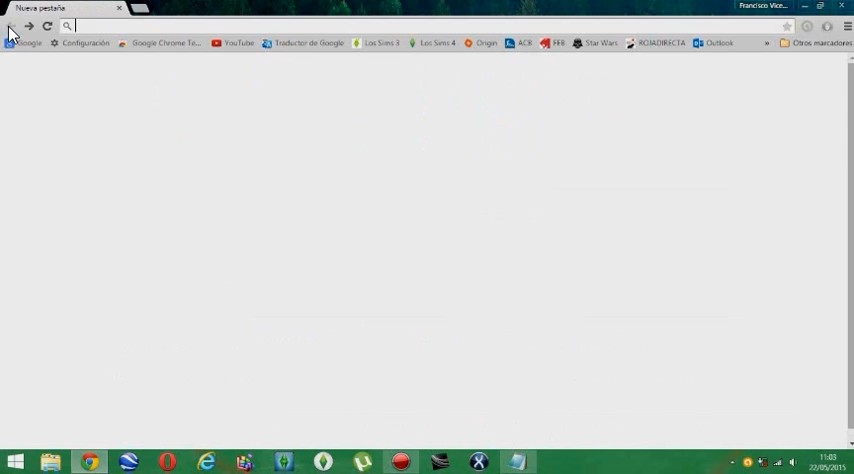 Nueva pestaña
Francisco Vice...
Google Configuración Google Chrome Te... YouTube Traductor de Google Los Sims 3 Los Sims 4 Origin ACB FEB Star Wars ROJADIRECTA Outlook » Otros marcadores
11:03
22/05/2015